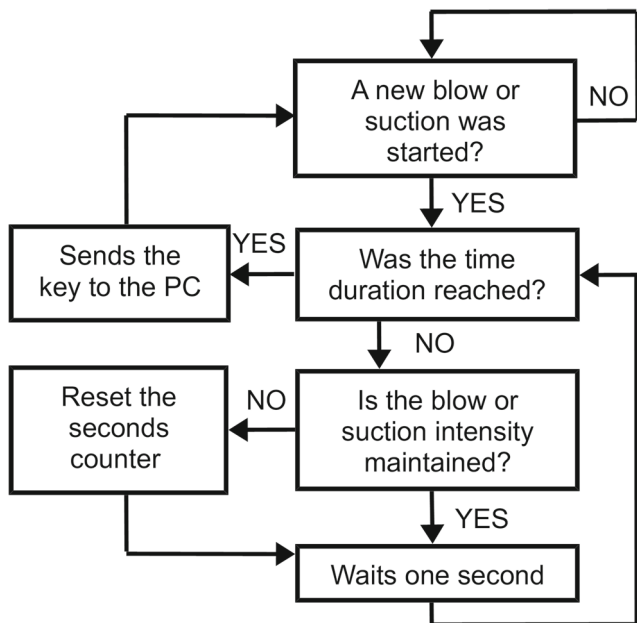 A new blow or
suction was
started?
NO
YES
Sends the
key to the PC
YES
Was the time
duration reached?
NO
Reset the
seconds
counter
NO
Is the blow or
suction intensity
maintained?
YES
Waits one second